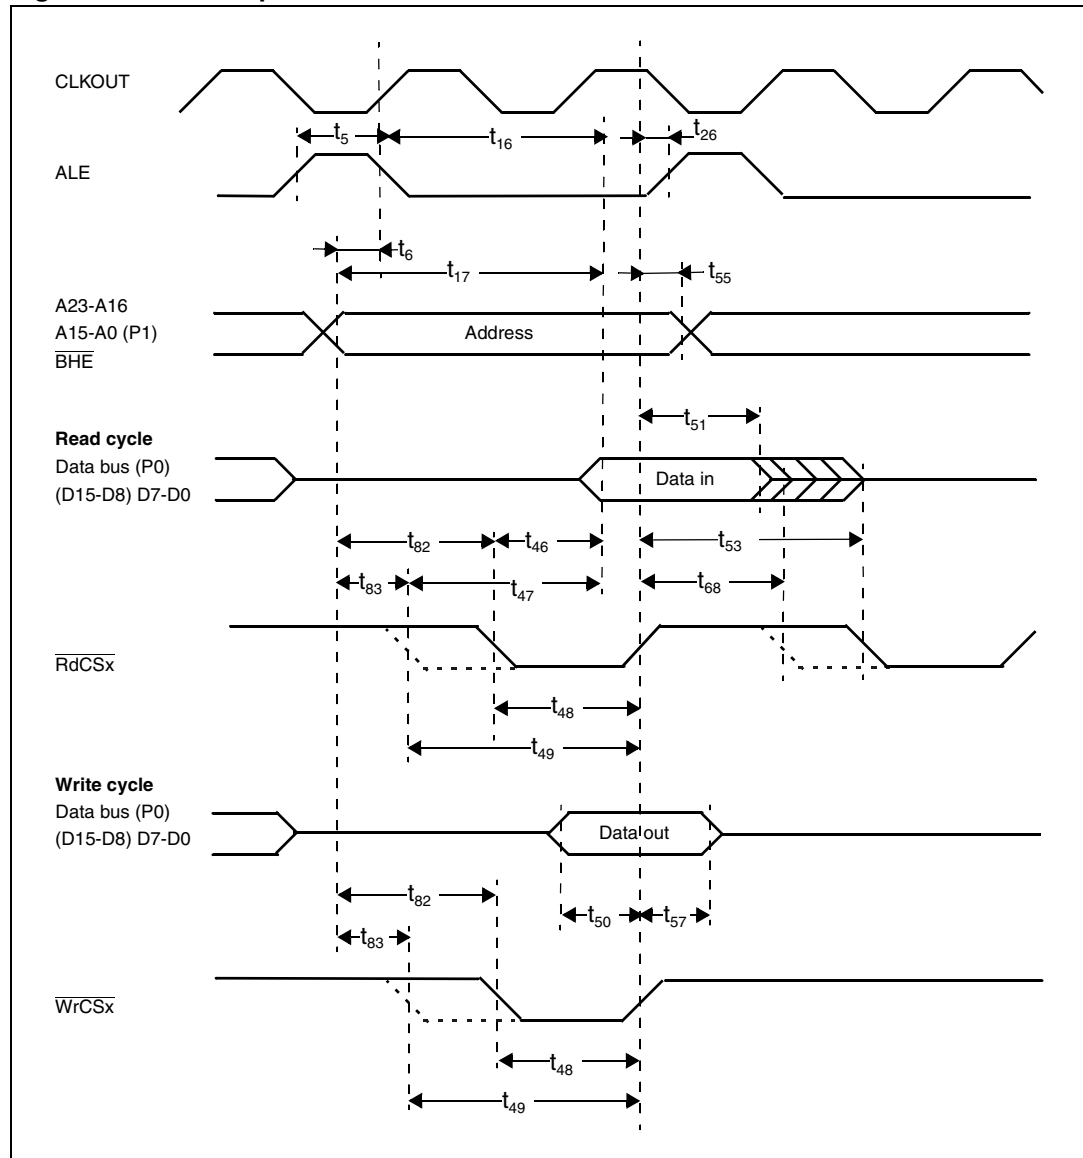 CLKOUT
t5
t16
t26
ALE
t6
t17
t55
A23-A16
A15-A0 (P1)
Address
BHE
t51
Read cycle
Data bus (P0)
Data in
(D15-D8) D7-D0
t82
t46
t53
t83
t47
t68
RdCSx
t48
t49
Write cycle
Data bus (P0)
Data out
(D15-D8) D7-D0
t82
t50
t57
t83
WrCSx
t48
t49